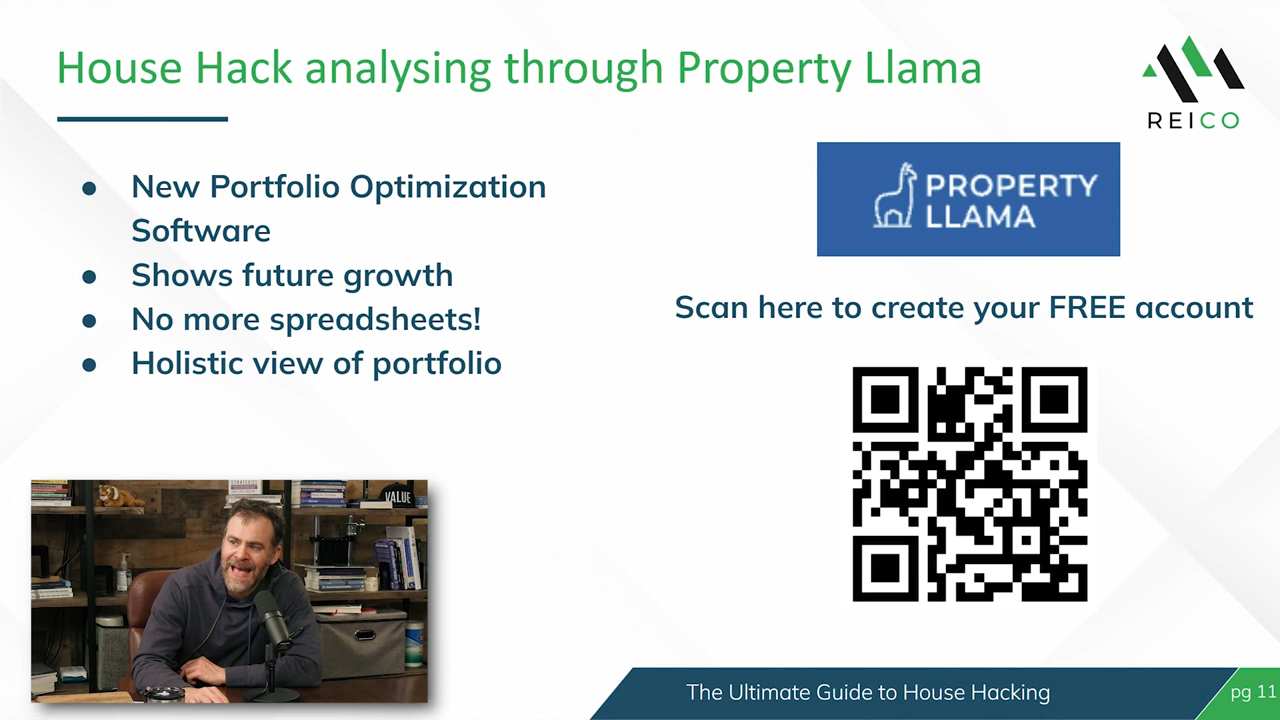 House Hack analysing through Property Llama
REICO
● New Portfolio Optimization
Software
● Shows future growth
● No more spreadsheets!
● Holistic view of portfolio
PROPERTY
LLAMA
Scan here to create your FREE account
VALUE
The Ultimate Guide to House Hacking
pg 11